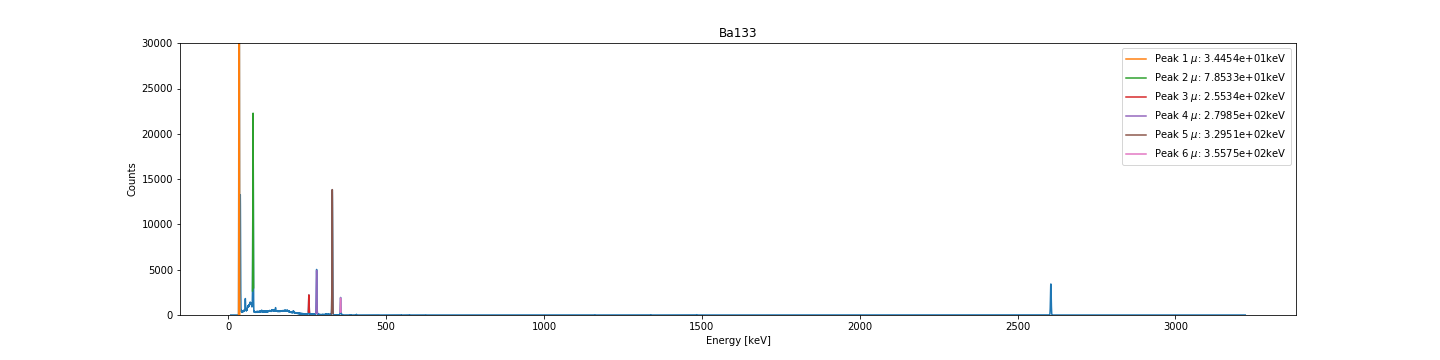 Ba133
30000
25000
20000
15000
10000
5000
0
Counts
0
500
1000
1500
2000
2500
3000
Energy [keV]
Peak 1 μ: 3.4454e+01keV
Peak 2 μ: 7.8533e+01keV
Peak 3 μ: 2.5534e+02keV
Peak 4 μ: 2.7985e+02keV
Peak 5 μ: 3.2951e+02keV
Peak 6 μ: 3.5575e+02keV